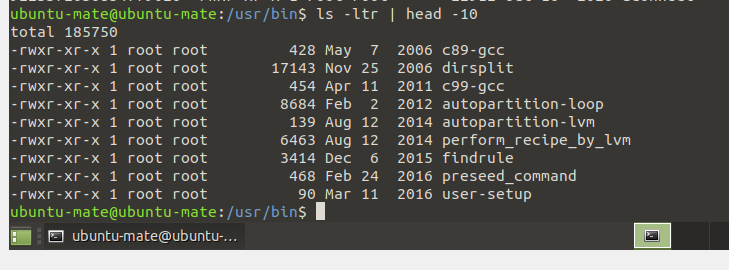 ubuntu-mate@ubuntu-mate:/usr/bin$ ls -ltr | head -10
total 185750
-rwxr-xr-x 1 root root 428 May 7 2006 c89-gcc
-rwxr-xr-x 1 root root 17143 Nov 25 2006 dirsplit
-rwxr-xr-x 1 root root 454 Apr 11 2011 c99-gcc
-rwxr-xr-x 1 root root 8684 Feb 2 2012 autopartition-loop
-rwxr-xr-x 1 root root 139 Aug 12 2014 autopartition-lvm
-rwxr-xr-x 1 root root 6463 Aug 12 2014 perform_recipe_by_lvm
-rwxr-xr-x 1 root root 3414 Dec 6 2015 findrule
-rwxr-xr-x 1 root root 468 Feb 24 2016 preseed_command
-rwxr-xr-x 1 root root 90 Mar 11 2016 user-setup
ubuntu-mate@ubuntu-mate:/usr/bin$
ubuntu-mate@ubuntu-...